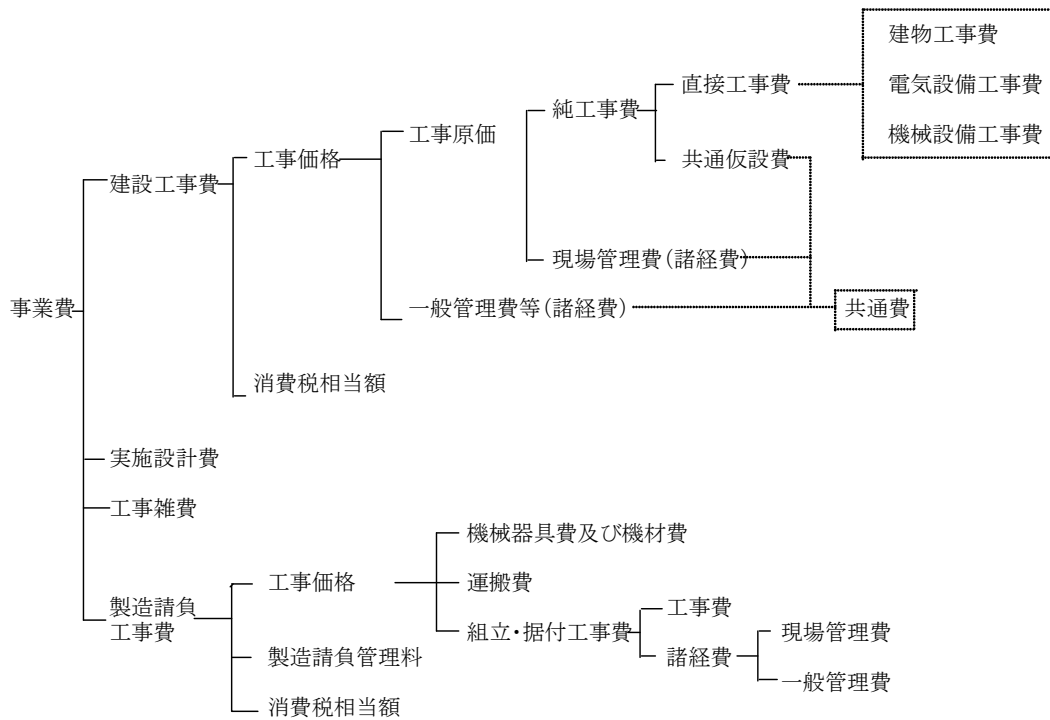 建物工事費
電気設備工事費
機械設備工事費
直接工事費
純工事費
工事原価
共通仮設費
工事価格
建設工事費
現場管理費(諸経費)
事業費
一般管理費等(諸経費)
共通費
消費税相当額
実施設計費
工事雑費
機械器具費及び機材費
工事価格
運搬費
製造請負
工事費
組立・据付工事費
工事費
諸経費
現場管理費
一般管理費
製造請負管理料
消費税相当額